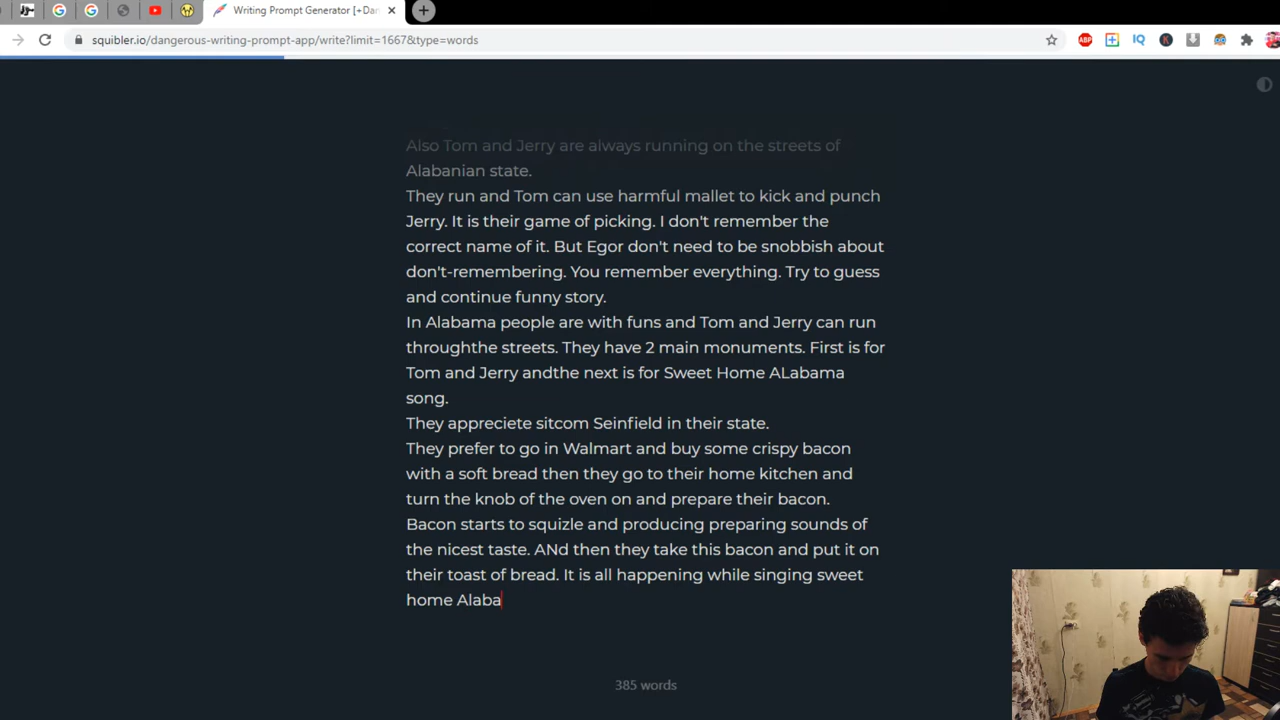 Writing Prompt Generator [+Dan
squibler.io/dangerous-writing-prompt-app/write?limit=1667&type=words
ABP
IQ
K
Also Tom and Jerry are always running on the streets of
Alabanian state.
They run and Tom can use harmful mallet to kick and punch
Jerry. It is their game of picking. I don't remember the
correct name of it. But Egor don't need to be snobbish about
don't-remembering. You remember everything. Try to guess
and continue funny story.
In Alabama people are with funs and Tom and Jerry can run
throughthe streets. They have 2 main monuments. First is for
Tom and Jerry andthe next is for Sweet Home ALabama
song.
They appreciete sitcom Seinfield in their state.
They prefer to go in Walmart and buy some crispy bacon
with a soft bread then they go to their home kitchen and
turn the knob of the oven on and prepare their bacon.
Bacon starts to squizle and producing preparing sounds of
the nicest taste. ANd then they take this bacon and put it on
their toast of bread. It is all happening while singing sweet
home Alaba
385 words